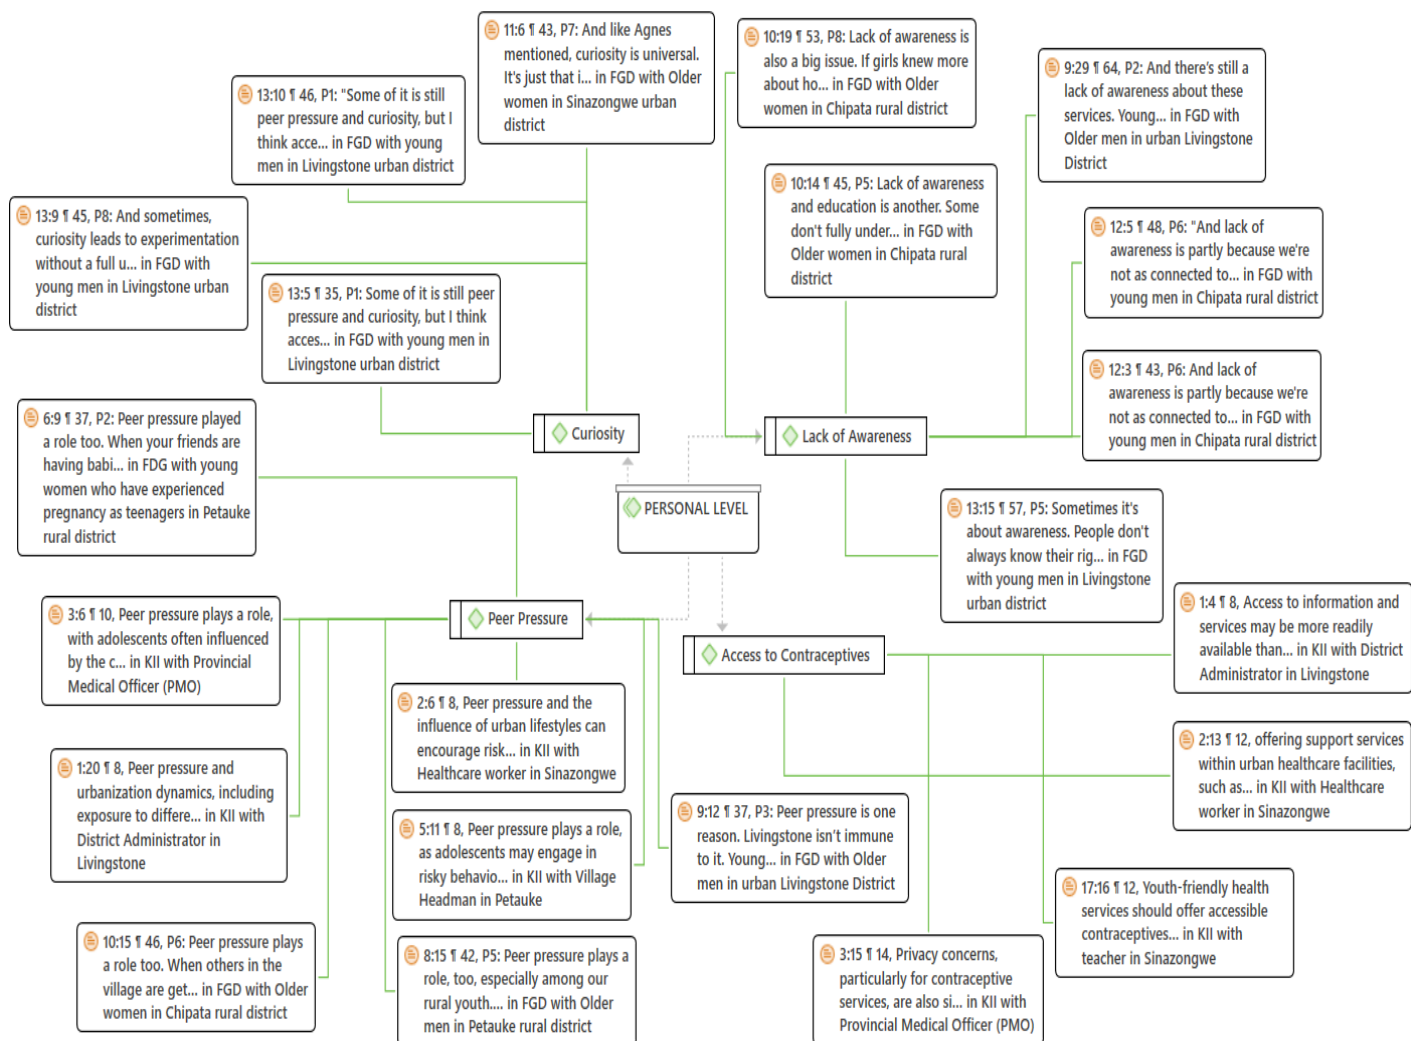 11:6 ¶ 43, P7: And like Agnes
mentioned, curiosity is universal.
It's just that i... in FGD with Older
women in Sinazongwe urban
district
10:19 ¶ 53, P8: Lack of awareness is
also a big issue. If girls knew more
about ho... in FGD with Older
women in Chipata rural district
9:29 ¶ 64, P2: And there's still a
lack of awareness about these
services. Young... in FGD with
Older men in urban Livingstone
District
13:10 ¶ 46, P1: "Some of it is still
peer pressure and curiosity, but I
think acce... in FGD with young
men in Livingstone urban district
10:14 ¶ 45, P5: Lack of awareness
and education is another. Some
don't fully under... in FGD with
Older women in Chipata rural
district
13:9 ¶ 45, P8: And sometimes,
curiosity leads to experimentation
without a full u... in FGD with
young men in Livingstone urban
district
12:5 ¶ 48, P6: "And lack of
awareness is partly because we're
not as connected to... in FGD with
young men in Chipata rural district
13:5 ¶ 35, P1: Some of it is still peer
pressure and curiosity, but I think
acces... in FGD with young men in
Livingstone urban district
12:3 ¶ 43, P6: And lack of
awareness is partly because we're
not as connected to... in FGD with
young men in Chipata rural district
6:9 ¶ 37, P2: Peer pressure played
a role too. When your friends are
having babi... in FDG with young
women who have experienced
pregnancy as teenagers in Petauke
rural district
Curiosity
Lack of Awareness
PERSONAL LEVEL
13:15 ¶ 57, P5: Sometimes it's
about awareness. People don't
always know their rig... in FGD
with young men in Livingstone
urban district
3:6 ¶ 10, Peer pressure plays a role,
with adolescents often influenced
by the c... in KII with Provincial
Medical Officer (PMO)
Peer Pressure
Access to Contraceptives
1:4 ¶ 8, Access to information and
services may be more readily
available than... in KII with District
Administrator in Livingstone
2:6 ¶ 8, Peer pressure and the
influence of urban lifestyles can
encourage risk... in KII with
Healthcare worker in Sinazongwe
2:13 ¶ 12, offering support services
within urban healthcare facilities,
such as... in KII with Healthcare
worker in Sinazongwe
1:20 ¶ 8, Peer pressure and
urbanization dynamics, including
exposure to differe... in KII with
District Administrator in
Livingstone
5:11 ¶ 8, Peer pressure plays a role,
as adolescents may engage in
risky behavio... in KII with Village
Headman in Petauke
9:12 ¶ 37, P3: Peer pressure is one
reason. Livingstone isn't immune
to it. Young... in FGD with Older
men in urban Livingstone District
17:16 ¶ 12, Youth-friendly health
services should offer accessible
contraceptives... in KII with
teacher in Sinazongwe
10:15 ¶ 46, P6: Peer pressure plays
a role too. When others in the
village are get... in FGD with Older
women in Chipata rural district
8:15 ¶ 42, P5: Peer pressure plays a
role, too, especially among our
rural youth.... in FGD with Older
men in Petauke rural district
3:15 ¶ 14, Privacy concerns,
particularly for contraceptive
services, are also si... in KII with
Provincial Medical Officer (PMO)